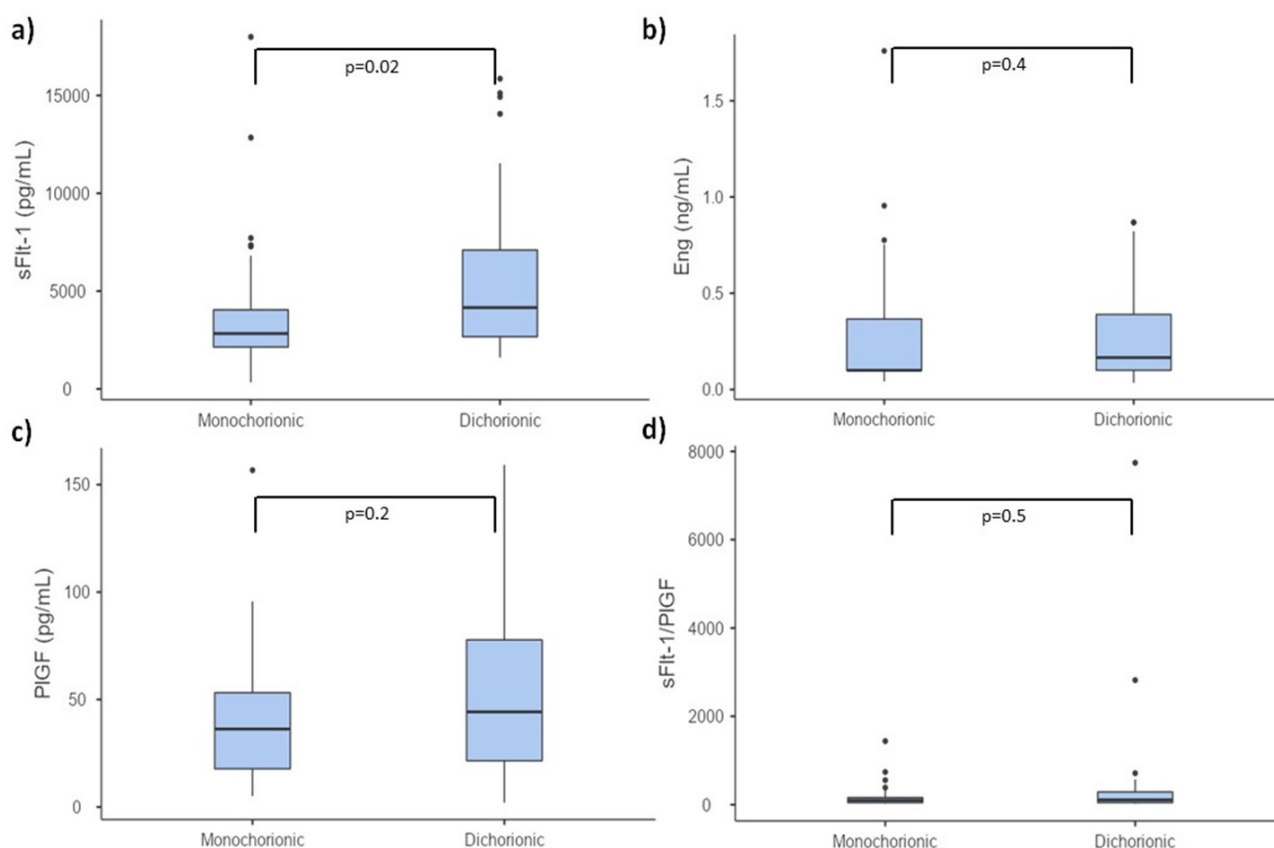 a)
p=0.02
15000
10000
5000
0
sFlt-1 (pg/mL)
Monochorionic Dichorionic
b)
p=0.4
1.5
1.0
0.5
0.0
Eng (ng/mL)
Monochorionic Dichorionic
c)
p=0.2
150
100
50
0
PlGF (pg/mL)
Monochorionic Dichorionic
d)
p=0.5
8000
6000
4000
2000
0
sFlt-1/PlGF
Monochorionic Dichorionic